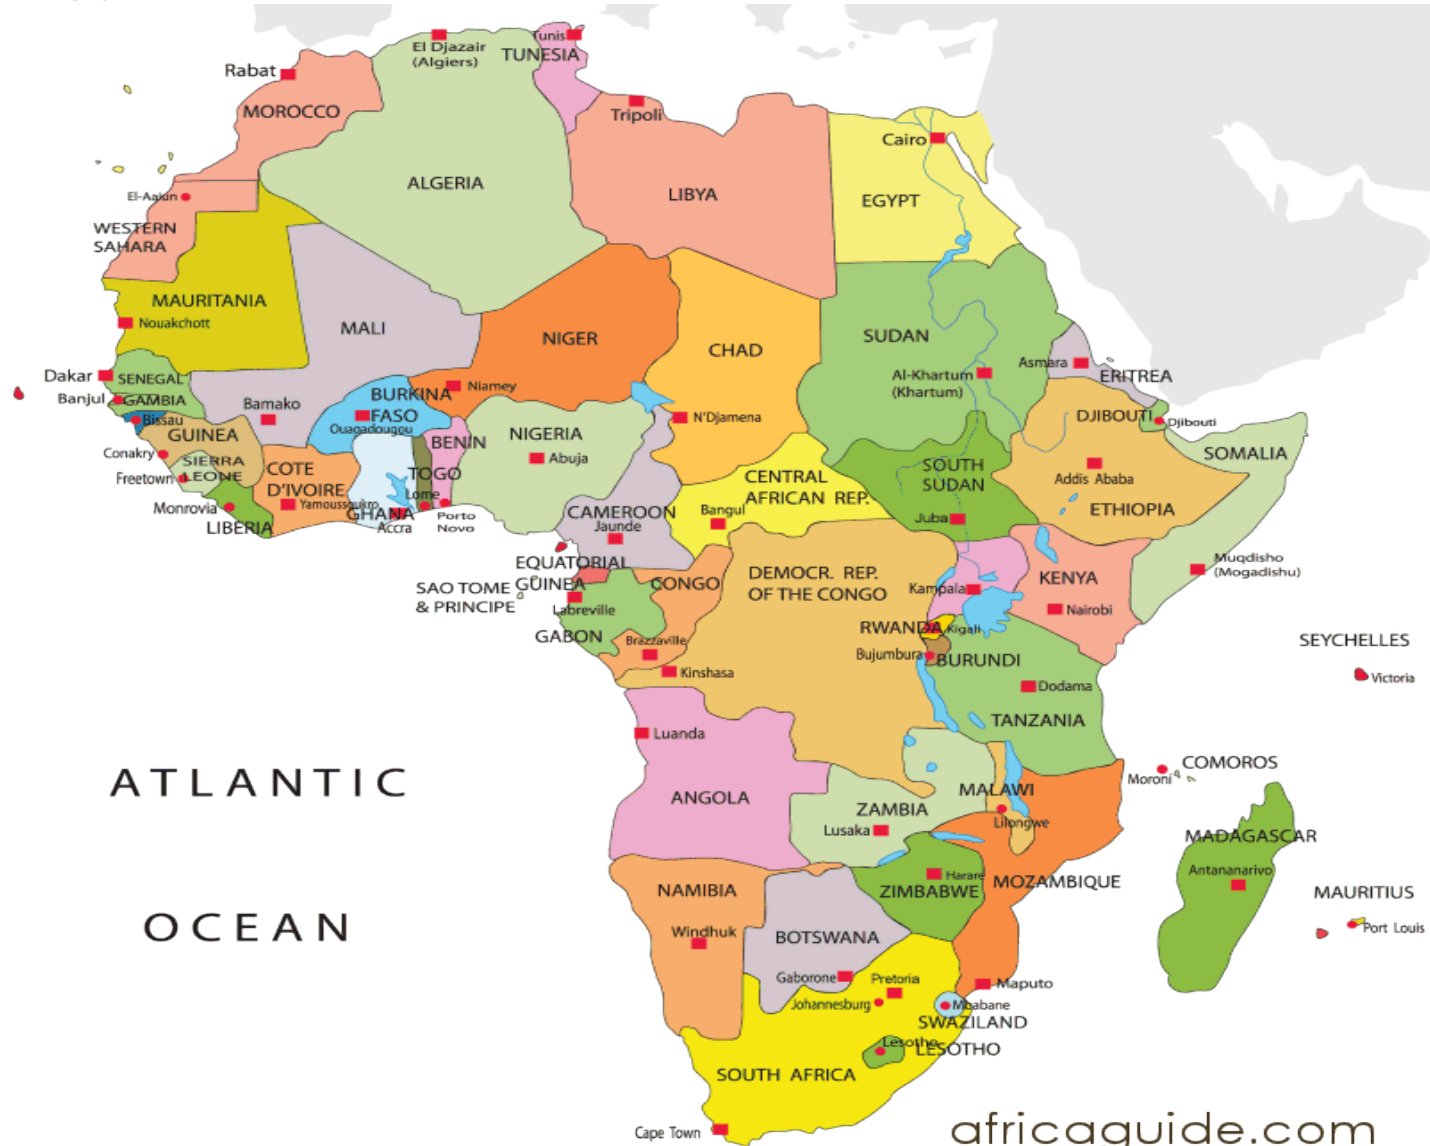 Tunis
El Djazair
(Algiers)
TUNESIA
Rabat
MOROCCO
Tripoli
Cairo
ALGERIA
LIBYA
EGYPT
El-Aajun
WESTERN
SAHARA
MAURITANIA
Nouakchott
MALI
NIGER
CHAD
SUDAN
Asmara
ERITREA
Al-Khartum
(Khartum)
Dakar
SENEGAL
Banjul
GAMBIA
Bissau
Bamako
BURKINA
FASO
Ouagadougou
Niamey
N'Djamena
DJIBOUTI
Djibouti
GUINEA
Conakry
SIERRA
LEONE
Freetown
COTE
D'IVOIRE
Yamoussoukro
BENIN
TOGO
NIGERIA
Abuja
Lome
Porto
Novo
GHANA
Accra
Monrovia
LIBERIA
SOUTH
SUDAN
Juba
Addis Ababa
ETHIOPIA
SOMALIA
CENTRAL
AFRICAN REP.
Bangul
CAMEROON
Jaunde
EQUATORIAL
GUINEA
SAO TOME
& PRINCIPE
Labreville
GABON
CONGO
Brazzaville
Kinshasa
DEMOCR. REP.
OF THE CONGO
Kampala
KENYA
Nairobi
Muqdisho
(Mogadishu)
RWANDA
Kigali
Bujumbura
BURUNDI
Dodama
TANZANIA
SEYCHELLES
Victoria
Luanda
ANGOLA
ZAMBIA
Lusaka
MALAWI
Lilongwe
Moroni
COMOROS
ATLANTIC
OCEAN
MADAGASCAR
Antananarivo
MAURITIUS
Port Louis
NAMIBIA
Windhuk
BOTSWANA
Gaborone
Harare
ZIMBABWE
MOZAMBIQUE
Pretoria
Johannesburg
Maputo
Mbabane
SWAZILAND
Lesotho
LESOTHO
SOUTH AFRICA
Cape Town
africaguide.com